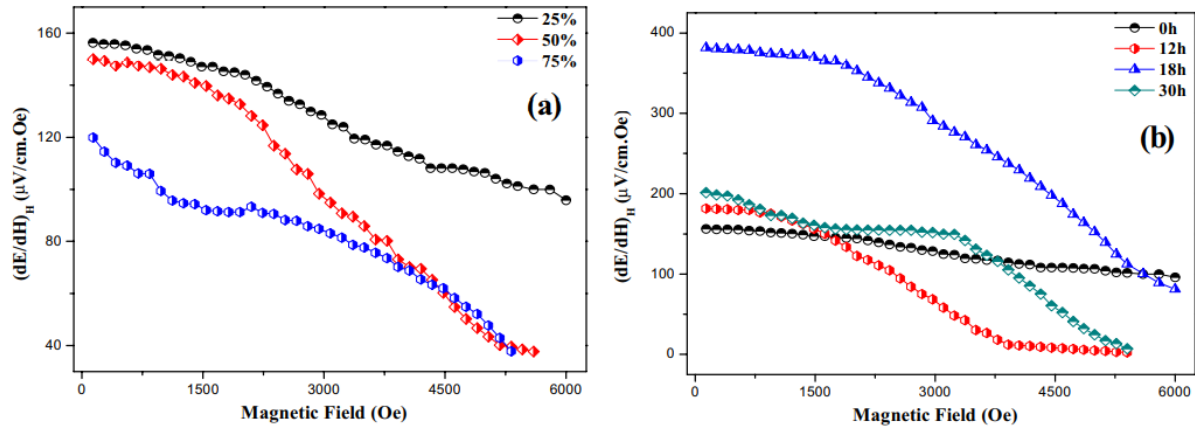 25%
50%
75%
(a)
160
120
80
40
0
1500
3000
4500
6000
(dE/dH)H (μV/cm.Oe)
Magnetic Field (Oe)
0h
12h
18h
30h
(b)
400
300
200
100
0
0
1500
3000
4500
6000
(dE/dH)H (μV/cm.Oe)
Magnetic Field (Oe)